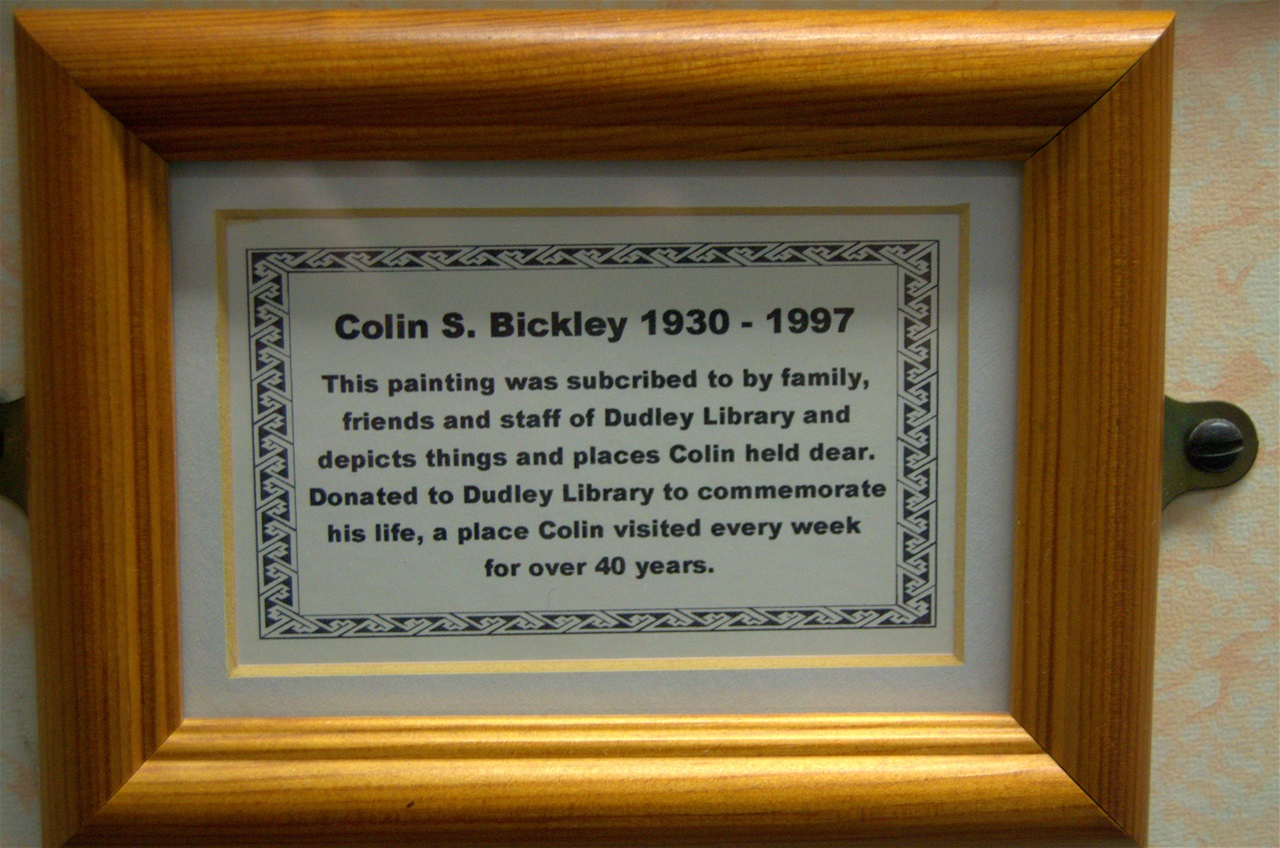 Colin S. Bickley 1930 - 1997
This painting was subcribed to by family,
friends and staff of Dudley Library and
depicts things and places Colin held dear.
Donated to Dudley Library to commemorate
his life, a place Colin visited every week
for over 40 years.